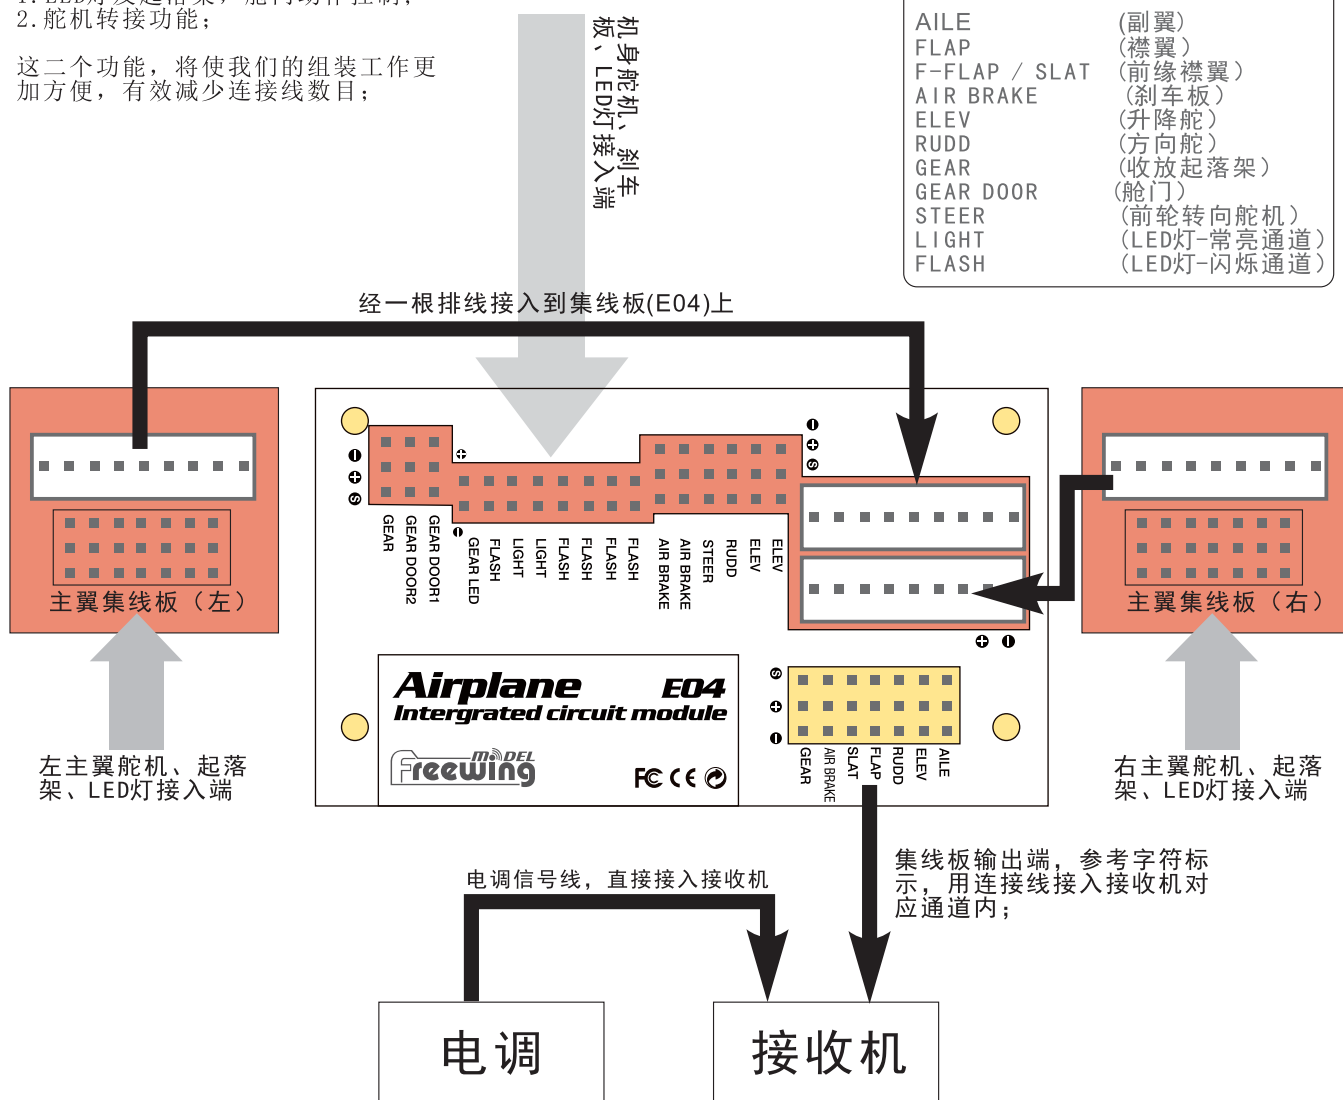 2.舵机转接功能；
这二个功能，将使我们的组装工作更
加方便，有效减少连接线数目；
机身舵机、刹车
板、LED灯接入端
AILE (副翼)
FLAP (襟翼)
F-FLAP / SLAT (前缘襟翼)
AIR BRAKE (刹车板)
ELEV (升降舵)
RUDD (方向舵)
GEAR (收放起落架)
GEAR DOOR (舱门)
STEER (前轮转向舵机)
LIGHT (LED灯-常亮通道)
FLASH (LED灯-闪烁通道)
经一根排线接入到集线板(E04)上
主翼集线板（左）
左主翼舵机、起落
架、LED灯接入端
S
S
GEAR
GEAR DOOR2
GEAR DOOR1
GEAR LED
FLASH
LIGHT
LIGHT
FLASH
FLASH
FLASH
FLASH
AIR BRAKE
AIR BRAKE
STEER
RUDD
ELEV
ELEV
主翼集线板（右）
右主翼舵机、起落
架、LED灯接入端
Airplane E04
Intergrated circuit module
Freewing MODEL
FC CE
S
GEAR
AIR BRAKE
SLAT
FLAP
RUDD
ELEV
AILE
集线板输出端，参考字符标
示，用连接线接入接收机对
应通道内；
电调信号线，直接接入接收机
电调
接收机